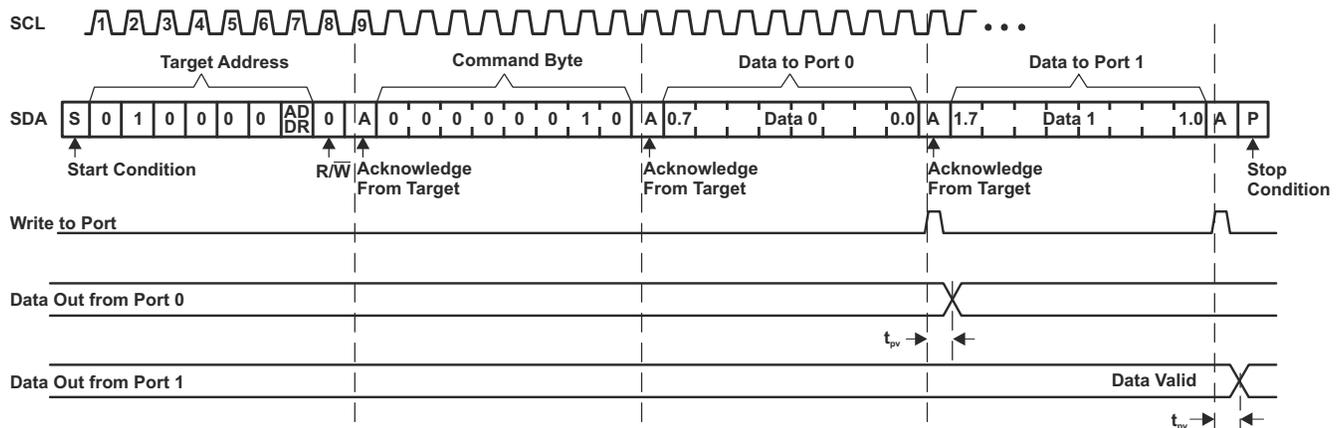 SCL 1 2 3 4 5 6 7 8 9 • • •
Target Address Command Byte Data to Port 0 Data to Port 1
SDA S 0 1 0 0 0 0 AD DR 0 A 0 0 0 0 0 0 1 0 A 0.7 Data 0 0.0 A 1.7 Data 1 1.0 A P
Start Condition R/W̅ Acknowledge From Target Acknowledge From Target Acknowledge From Target Stop Condition
Write to Port
Data Out from Port 0
tpv
Data Out from Port 1 Data Valid
tpv